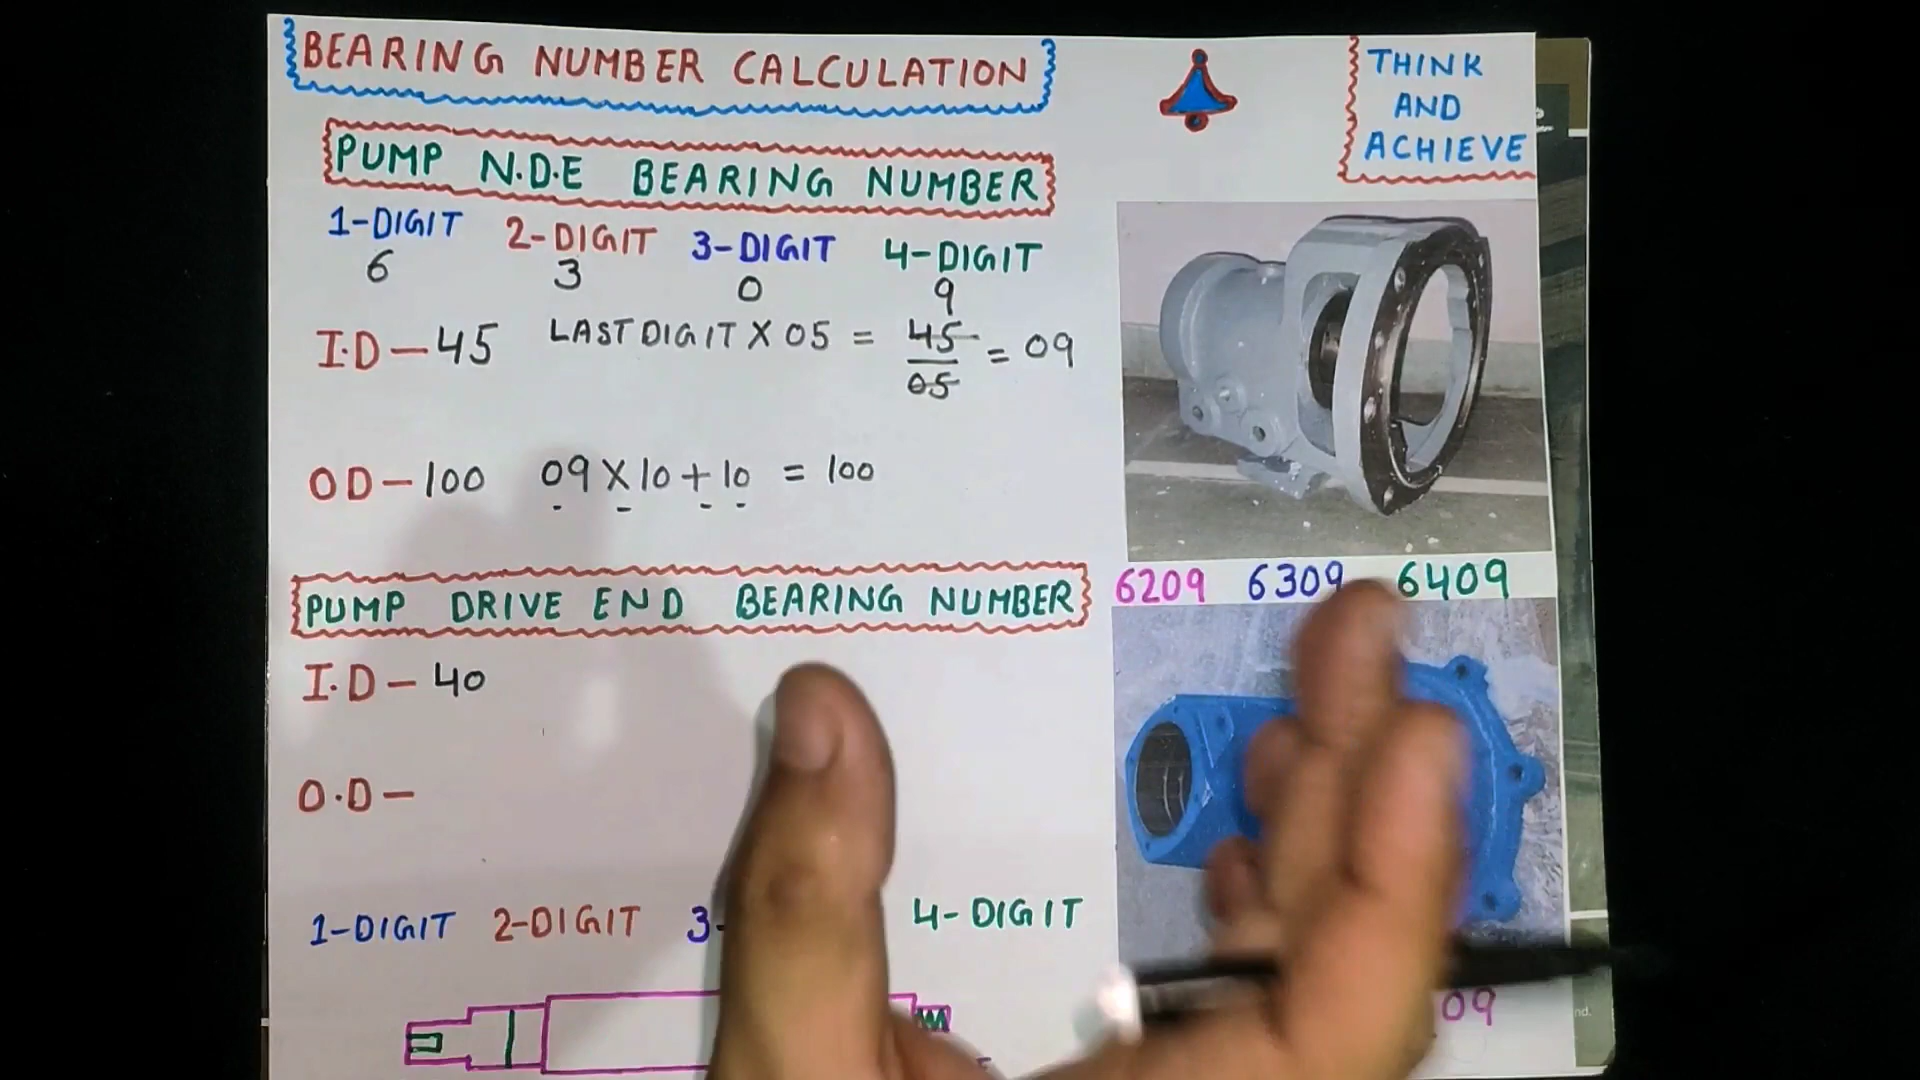 BEARING NUMBER CALCULATION
THINK
AND
ACHIEVE
PUMP N.D.E BEARING NUMBER
1-DIGIT 2-DIGIT 3-DIGIT 4-DIGIT
6 3 0 9
I.D-45 LAST DIGIT X 05 = 45/05 = 09
OD-100 09 X 10 + 10 = 100
6209 6309 6409
PUMP DRIVE END BEARING NUMBER
I.D-40
O.D-
1-DIGIT 2-DIGIT 3- 4-DIGIT
09